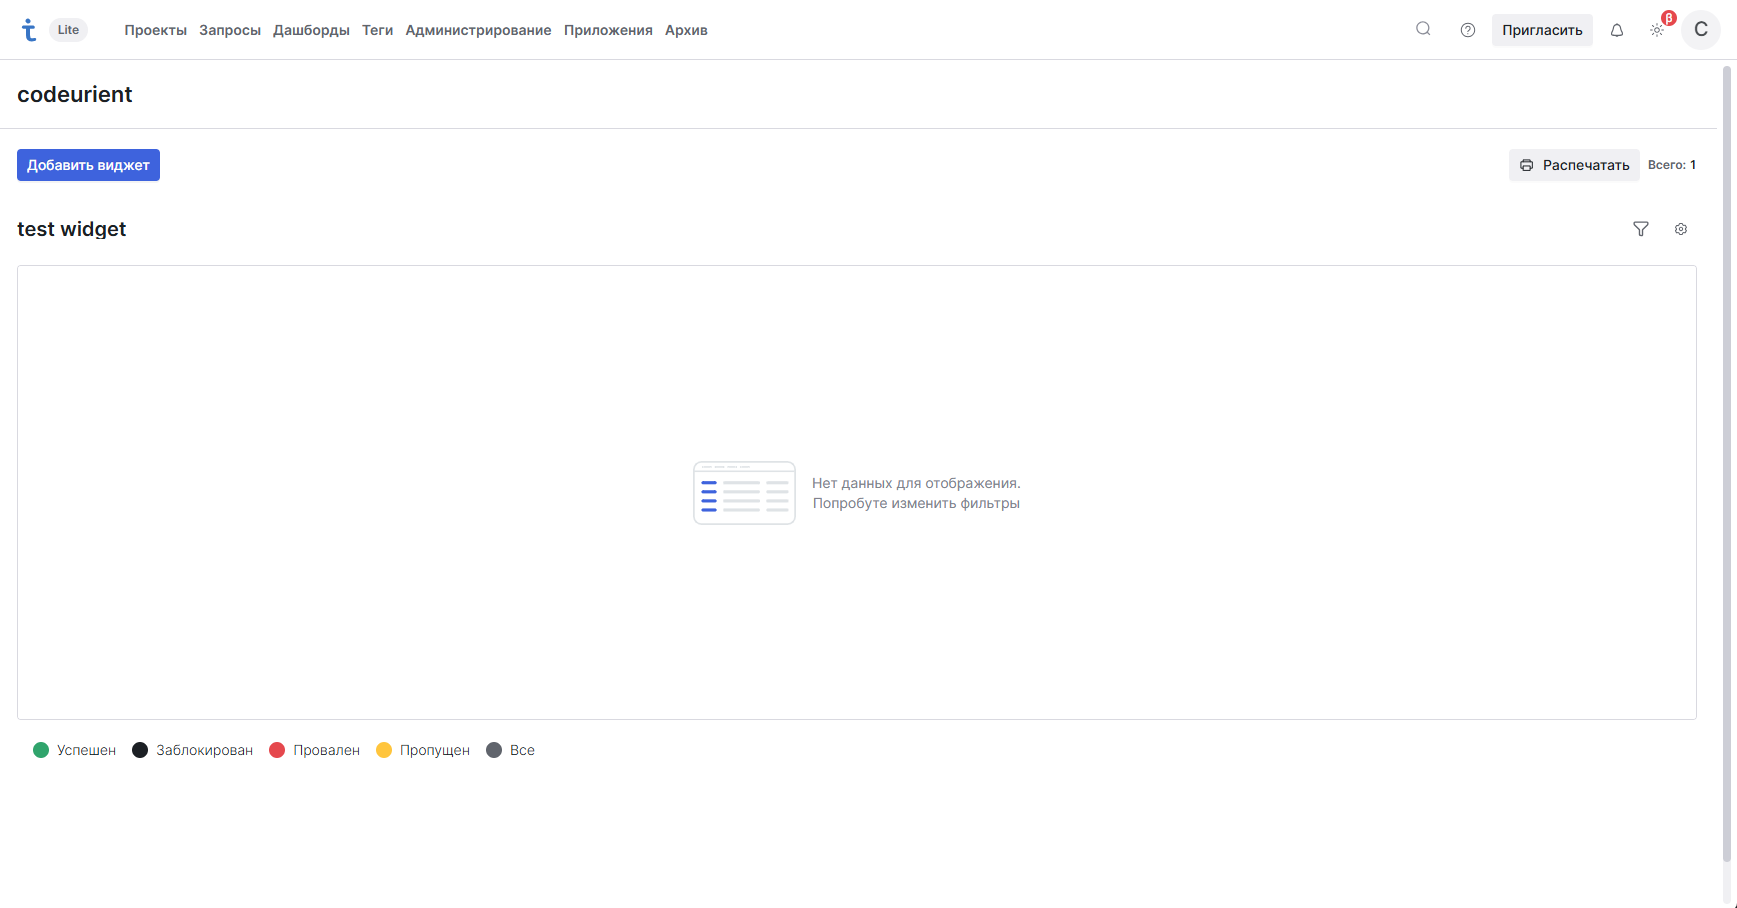 Lite
Проекты Запросы Дашборды Теги Администрирование Приложения Архив
Пригласить
β
C
codeurient
Добавить виджет
Распечатать
Всего: 1
test widget
Нет данных для отображения.
Попробуте изменить фильтры
Успешен Заблокирован Провален Пропущен Все